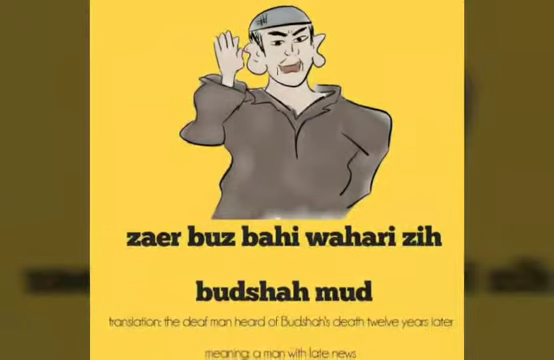 zaer buz bahi wahari zih
budshah mud
translation: the deaf man heard of Budshah's death twelve years later
meaning: a man with late news